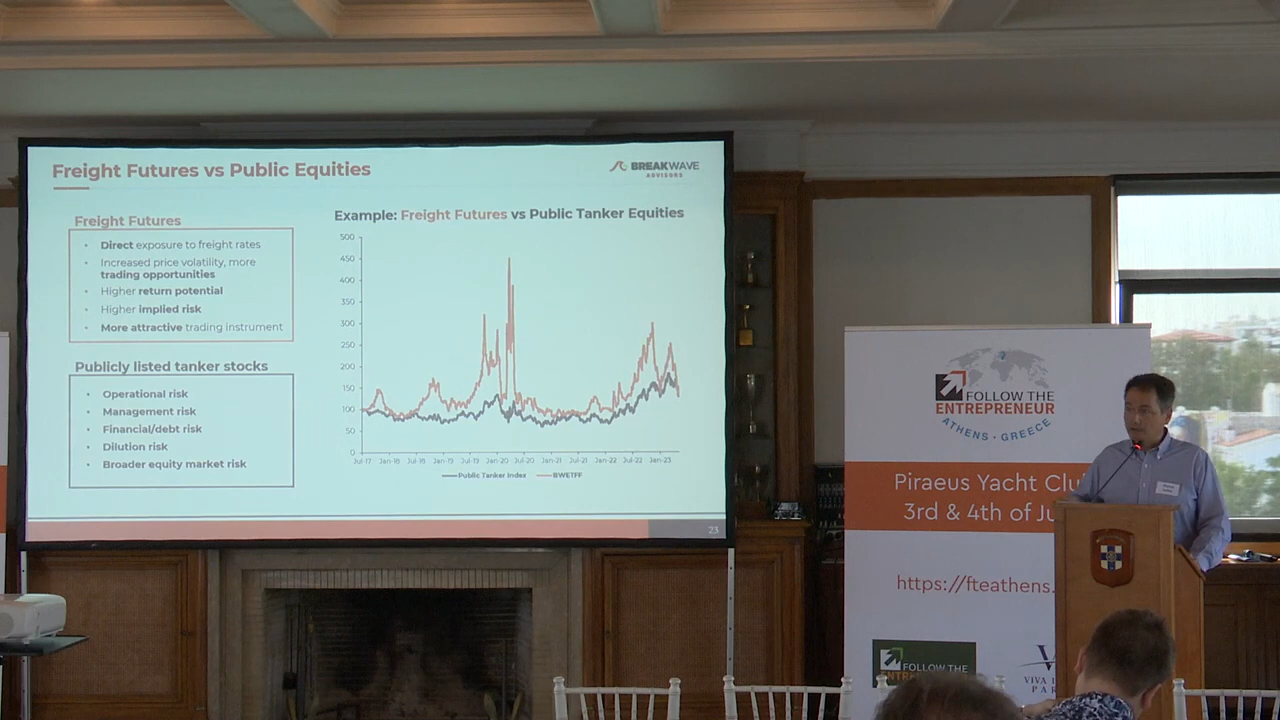 Freight Futures vs Public Equities
BREAKWAVE
ADVISORS
Freight Futures
• Direct exposure to freight rates
• Increased price volatility, more
trading opportunities
• Higher return potential
• Higher implied risk
• More attractive trading instrument
Publicly listed tanker stocks
• Operational risk
• Management risk
• Financial/debt risk
• Dilution risk
• Broader equity market risk
Example: Freight Futures vs Public Tanker Equities
500
450
400
350
300
250
200
150
100
50
0
Jul-17 Jan-18 Jul-18 Jan-19 Jul-19 Jan-20 Jul-20 Jan-21 Jul-21 Jan-22 Jul-22 Jan-23
Public Tanker Index BWETFF
23
FOLLOW THE
ENTREPRENEUR
ATHENS • GREECE
Piraeus Yacht Clu
3rd & 4th of Ju
https://fteathens.
FOLLOW THE
VIVA
PAR